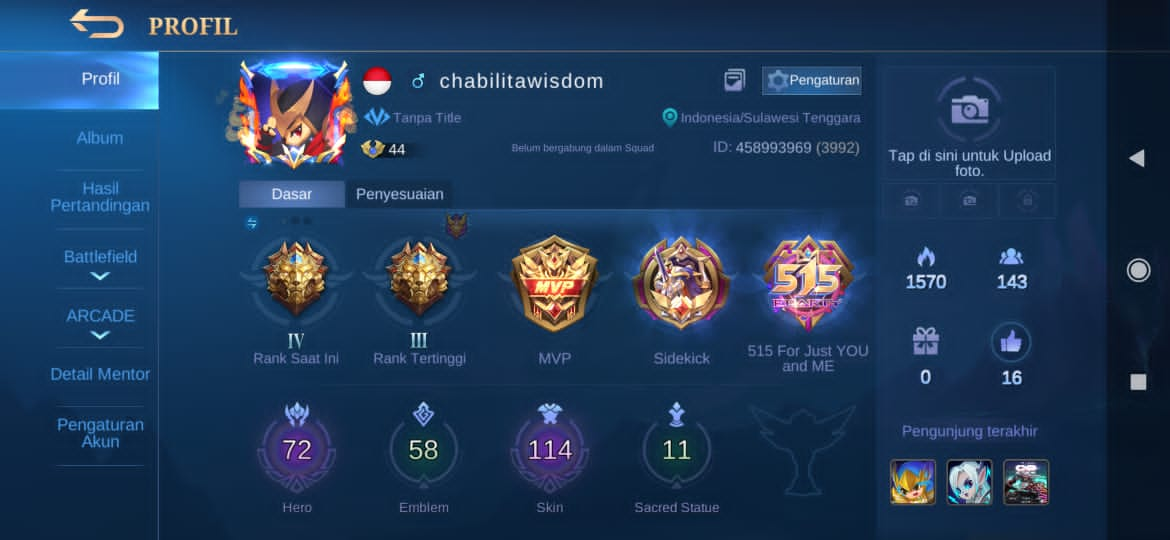 PROFIL
Profil
Album
Hasil
Pertandingan
Battlefield
ARCADE
Detail Mentor
Pengaturan
Akun
chabilitawisdom
Pengaturan
Tanpa Title
Indonesia/Sulawesi Tenggara
44
Belum bergabung dalam Squad
ID: 458993969 (3992)
Dasar
Penyesuaian
MVP
515
IV
Rank Saat Ini
III
Rank Tertinggi
MVP
Sidekick
515 For Just YOU
and ME
72
Hero
58
Emblem
114
Skin
11
Sacred Statue
Tap di sini untuk Upload
foto.
1570
143
0
16
Pengunjung terakhir